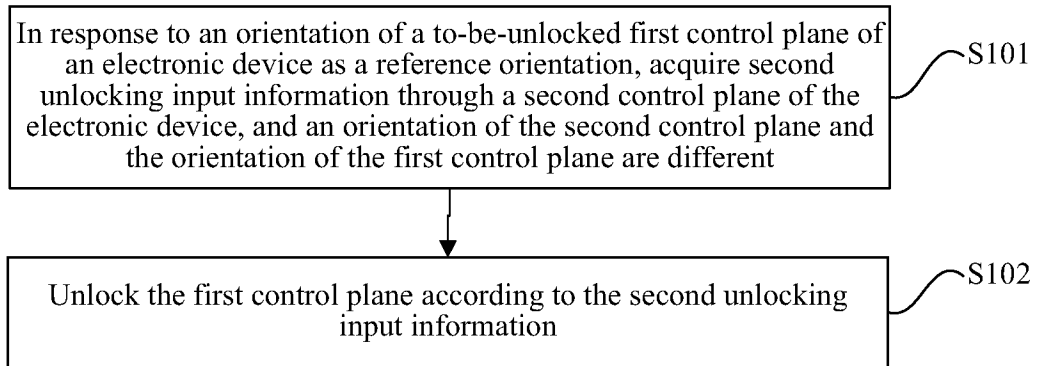 In response to an orientation of a to-be-unlocked first control plane of
an electronic device as a reference orientation, acquire second
unlocking input information through a second control plane of the
electronic device, and an orientation of the second control plane and
the orientation of the first control plane are different
S101
Unlock the first control plane according to the second unlocking
input information
S102